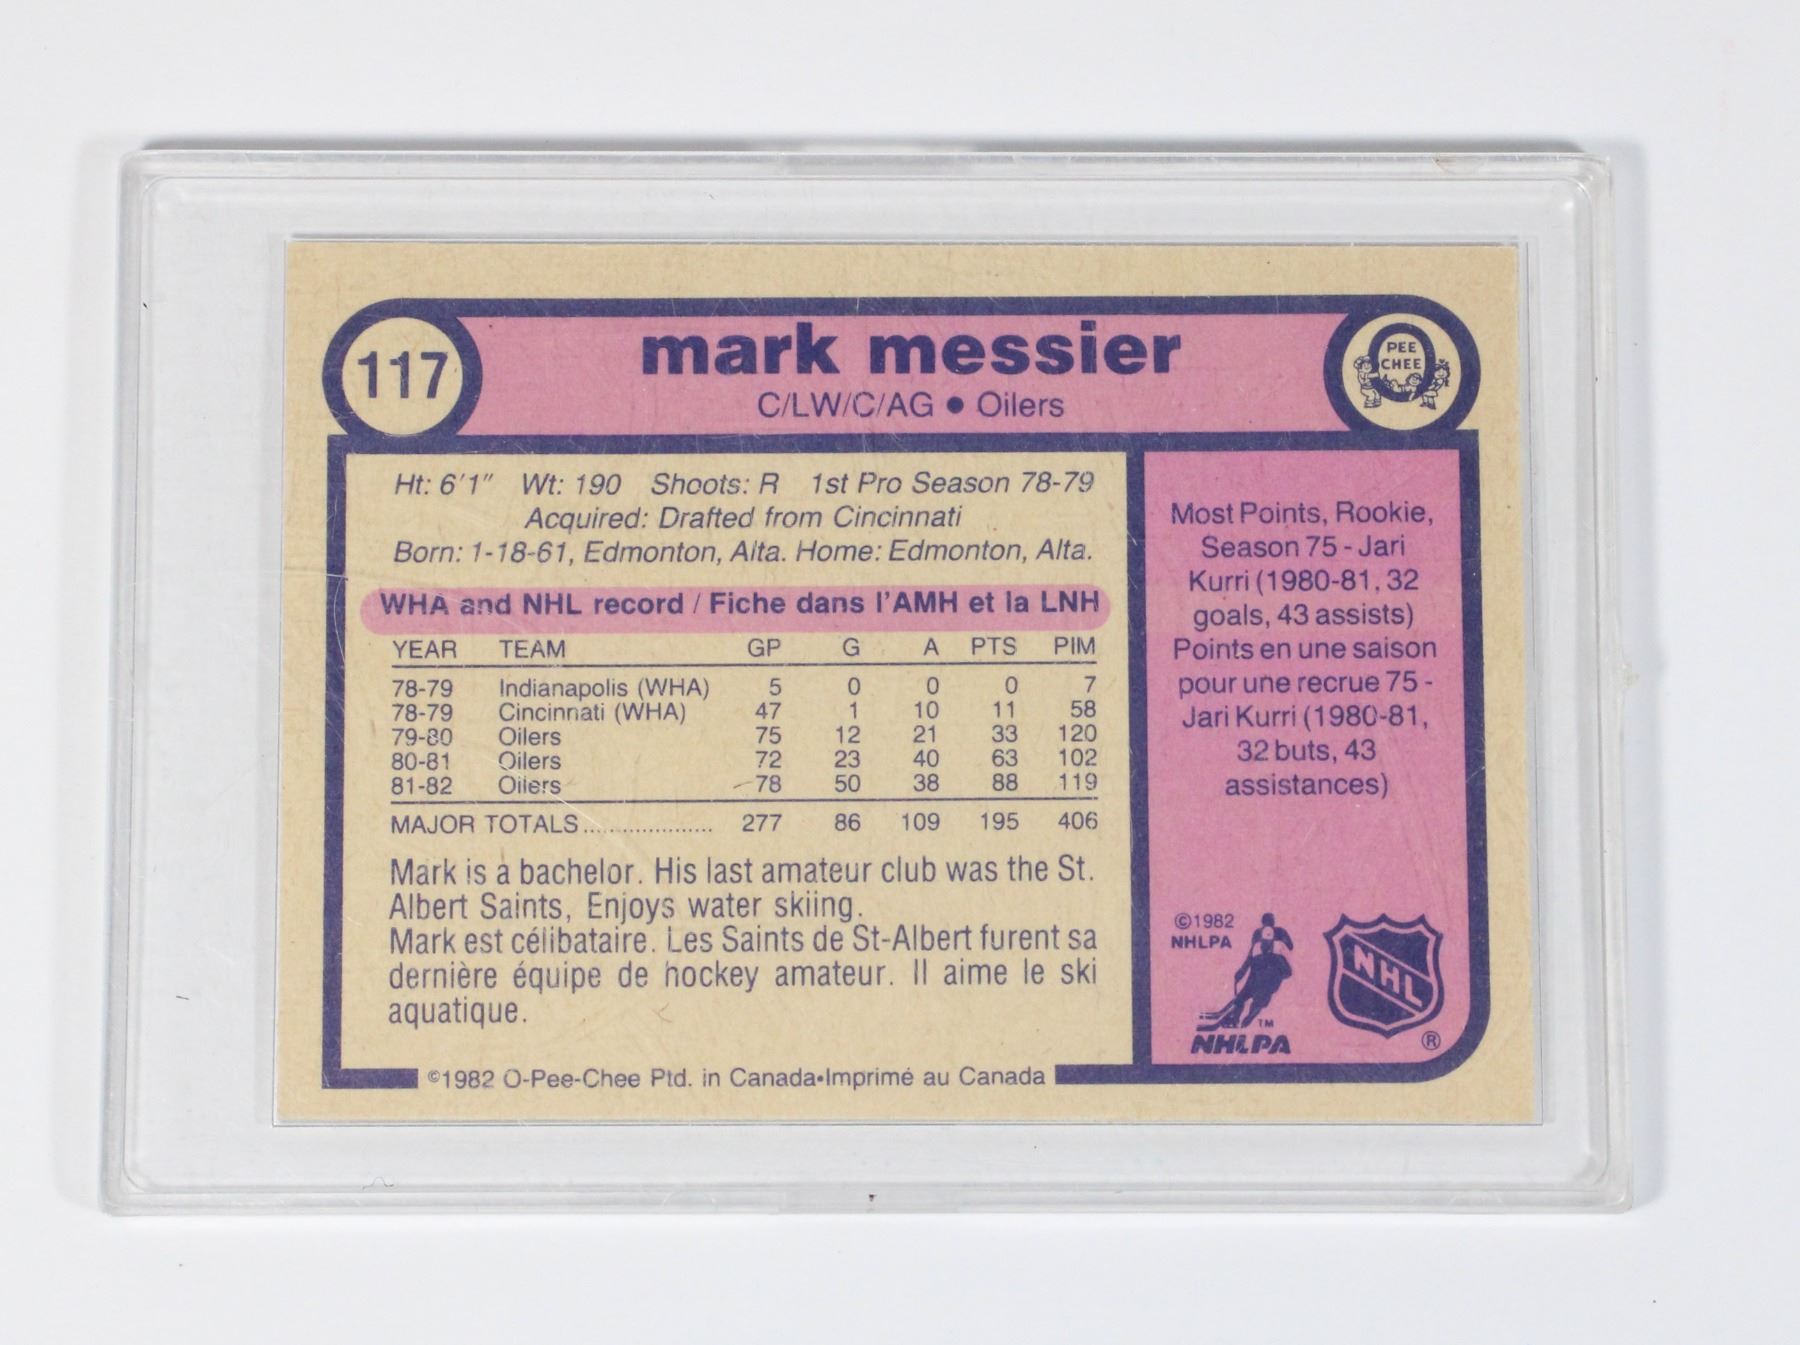 117
mark messier
C/LW/C/AG • Oilers
PEE
CHEE
Ht: 6'1" Wt: 190 Shoots: R 1st Pro Season 78-79
Acquired: Drafted from Cincinnati
Born: 1-18-61, Edmonton, Alta. Home: Edmonton, Alta.
WHA and NHL record / Fiche dans l'AMH et la LNH
YEAR TEAM GP G A PTS PIM
78-79 Indianapolis (WHA) 5 0 0 0 7
78-79 Cincinnati (WHA) 47 1 10 11 58
79-80 Oilers 75 12 21 33 120
80-81 Oilers 72 23 40 63 102
81-82 Oilers 78 50 38 88 119
MAJOR TOTALS.................... 277 86 109 195 406
Mark is a bachelor. His last amateur club was the St.
Albert Saints, Enjoys water skiing.
Mark est célibataire. Les Saints de St-Albert furent sa
dernière équipe de hockey amateur. Il aime le ski
aquatique.
©1982 O-Pee-Chee Ptd. in Canada•Imprimé au Canada
Most Points, Rookie,
Season 75 - Jari
Kurri (1980-81, 32
goals, 43 assists)
Points en une saison
pour une recrue 75 -
Jari Kurri (1980-81,
32 buts, 43
assistances)
©1982
NHLPA
TM
NHLPA
NHL
®